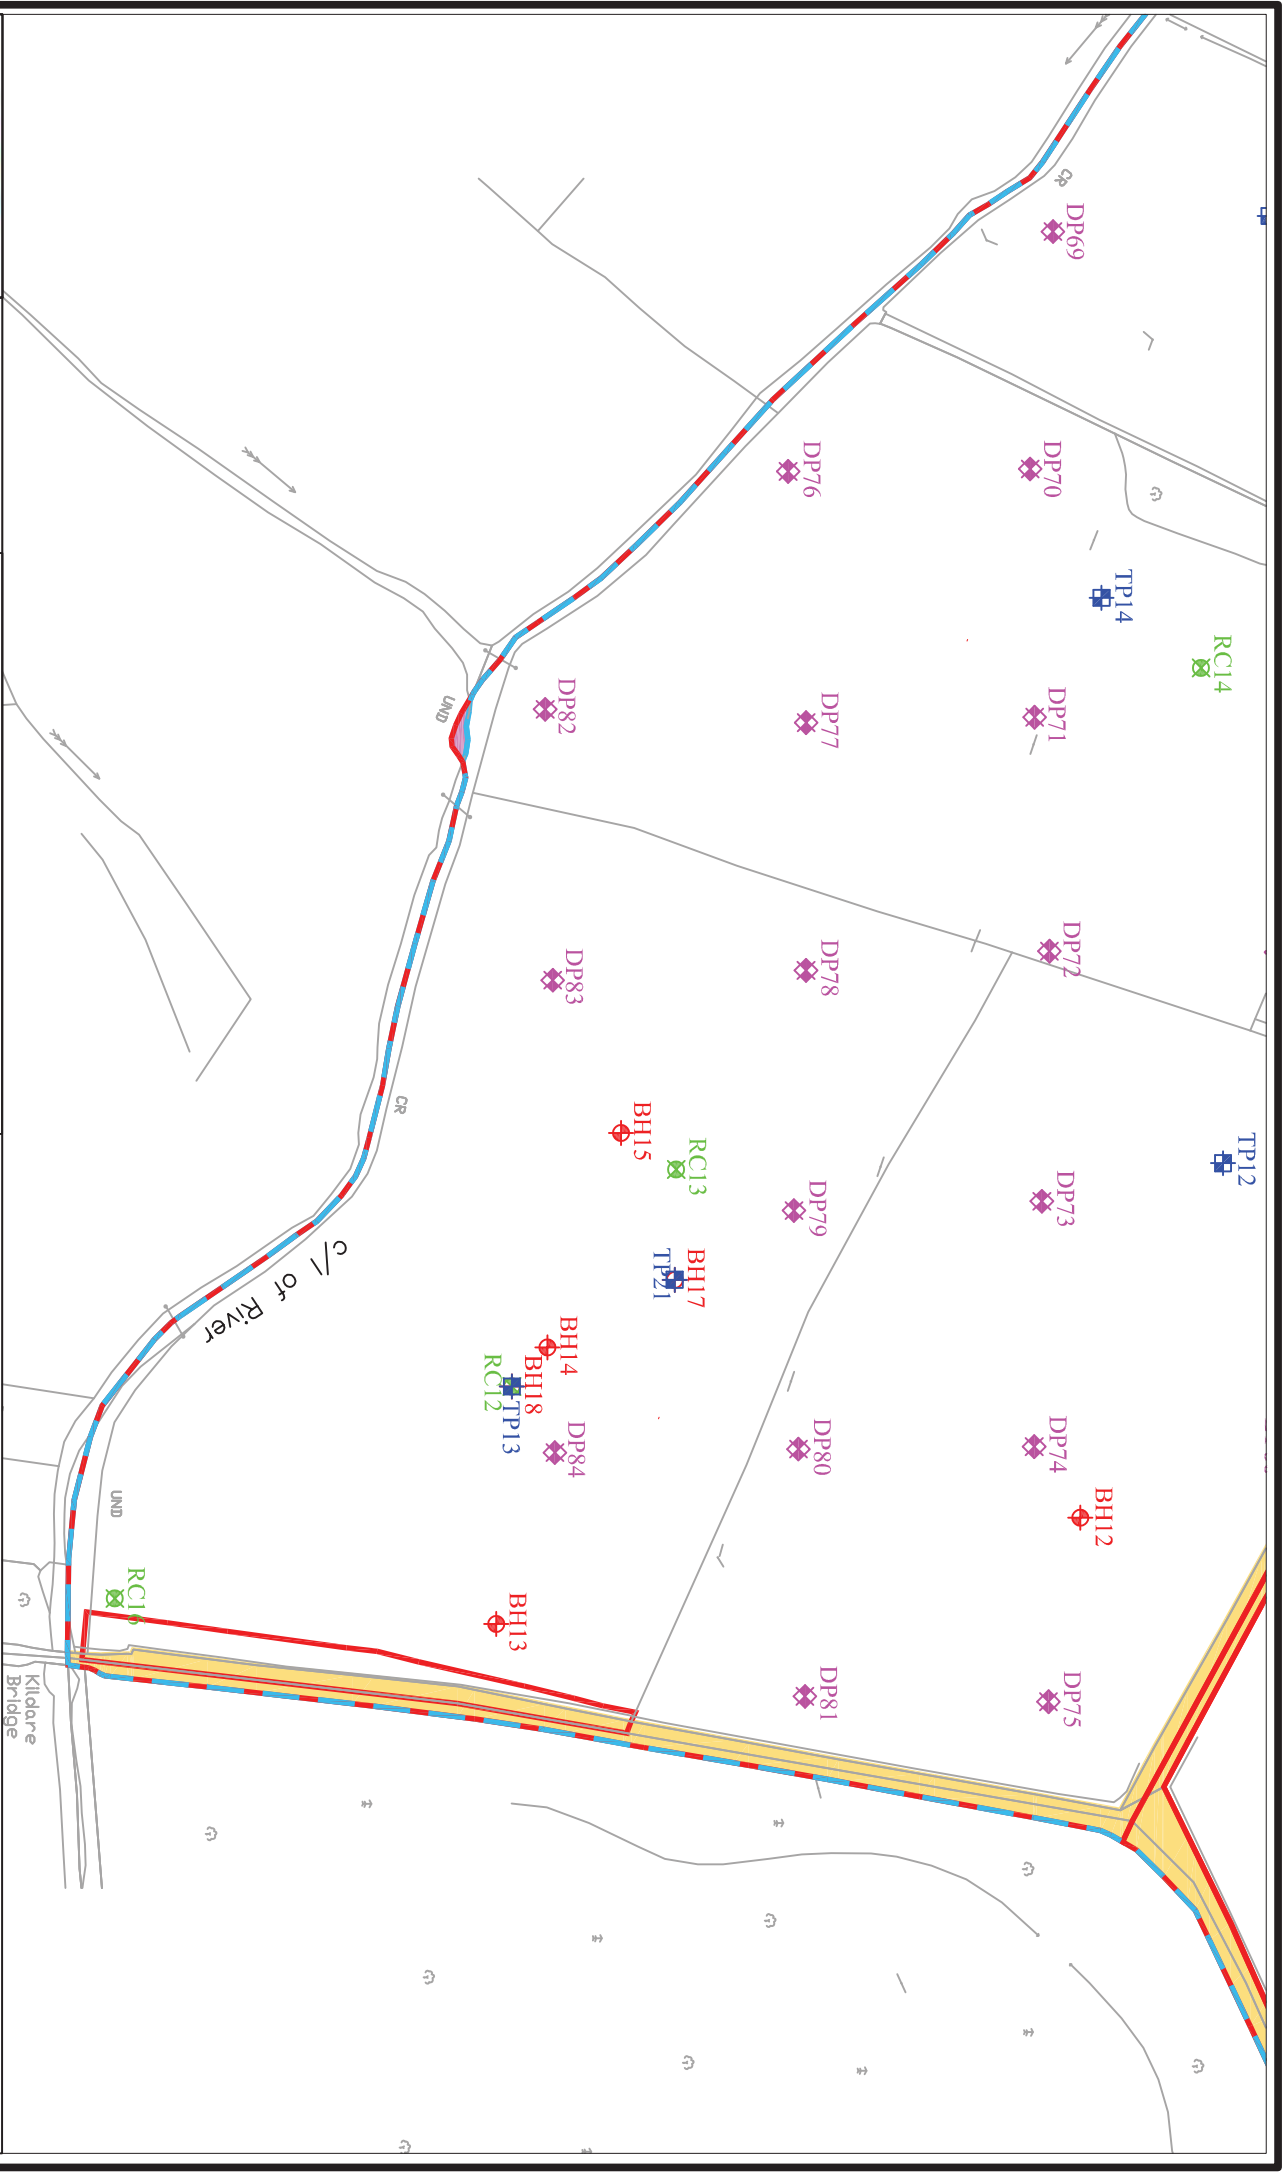 CR
DP69
DP76
DP70
TP14
RC14
DP82
DP77
DP71
UND
DP83
DP78
DP72
CR
BH15
RC13
DP79
DP73
TP12
c/l of River
TP21
BH17
BH14
RC12
BH18
TP13
DP84
DP80
DP74
BH12
UND
BH13
DP81
DP75
Kildare
Bridge